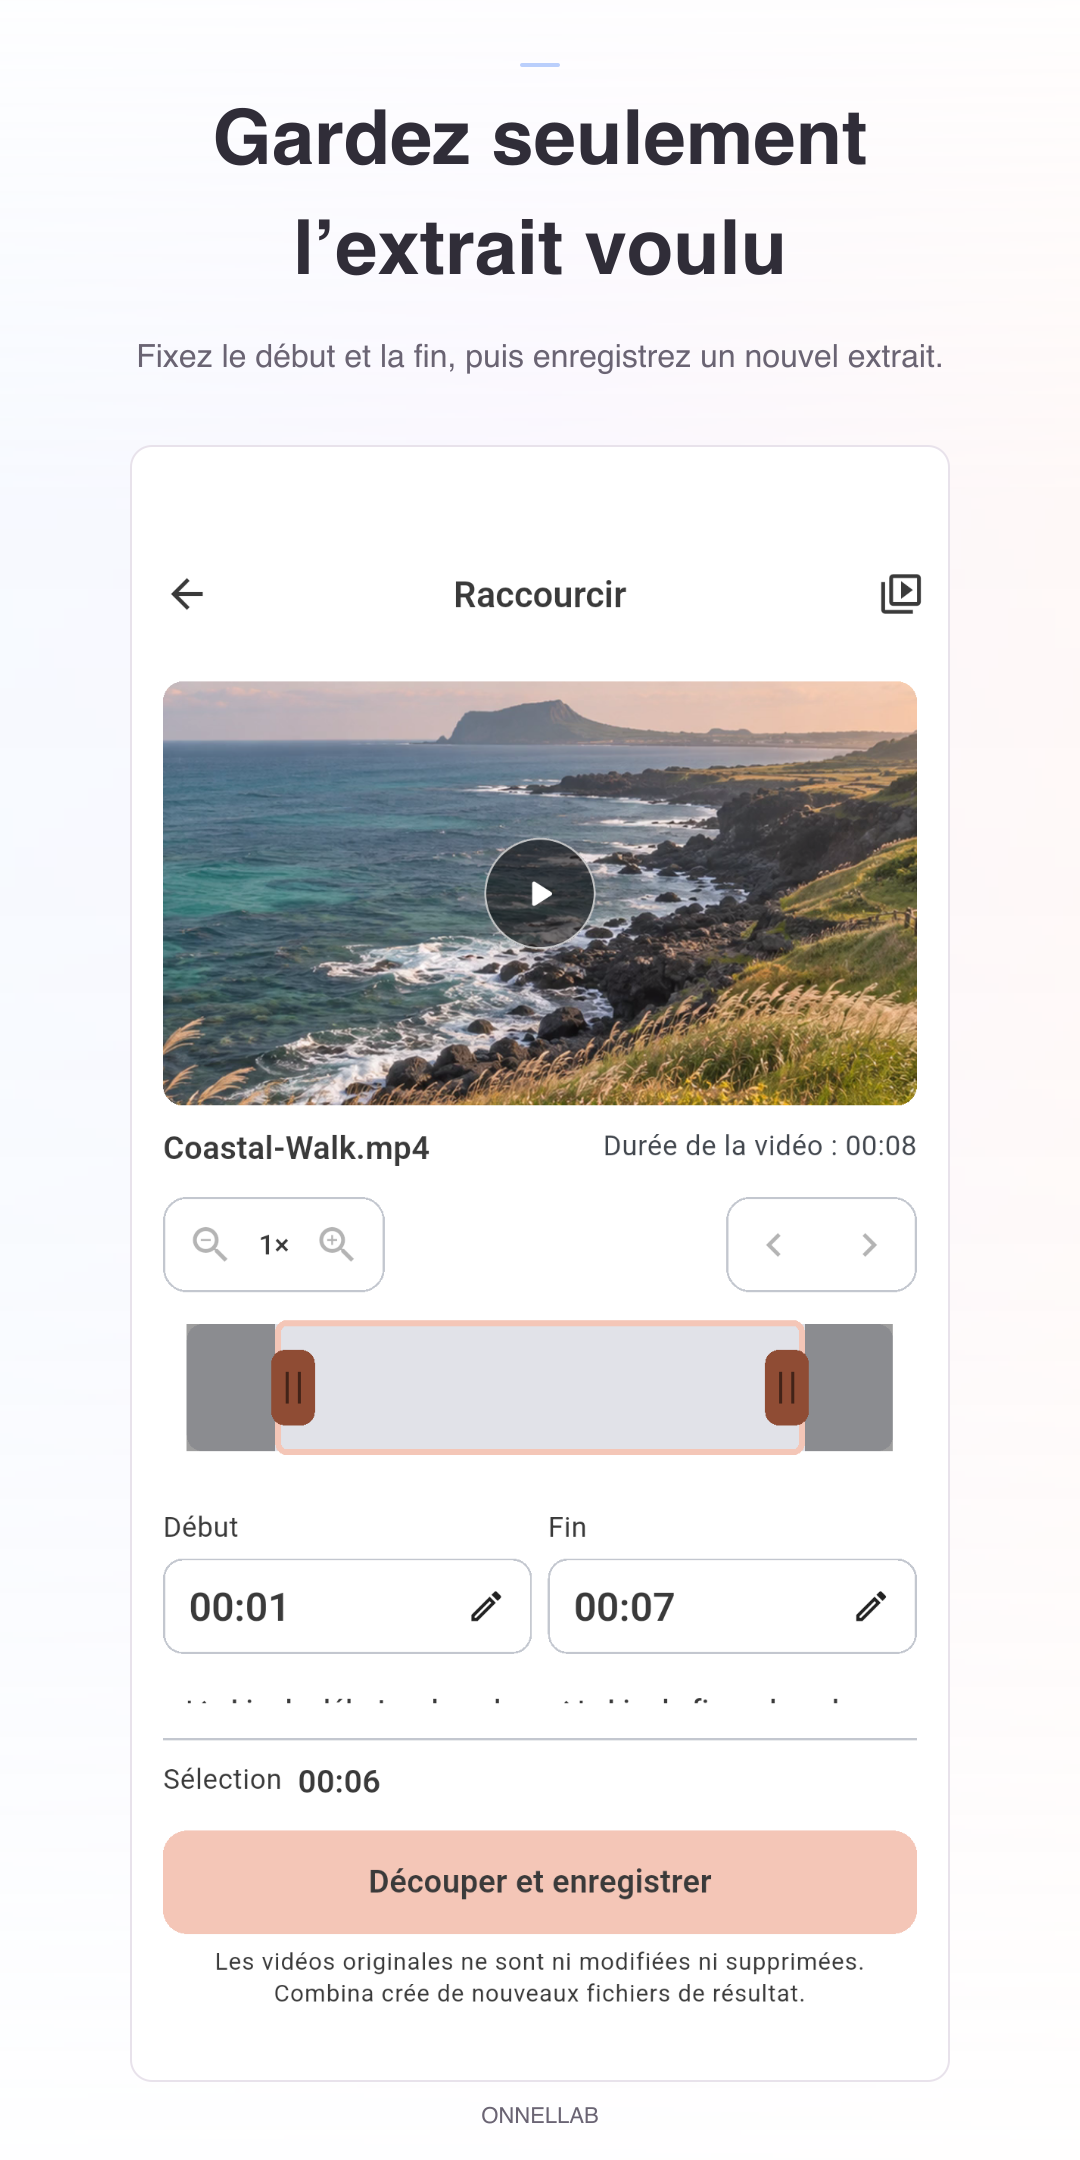 Gardez seulement
l’extrait voulu
Fixez le début et la fin, puis enregistrez un nouvel extrait.
Raccourcir
Coastal-Walk.mp4
Durée de la vidéo : 00:08
1×
Début
Fin
00:01
00:07
Sélection 00:06
Découper et enregistrer
Les vidéos originales ne sont ni modifiées ni supprimées.
Combina crée de nouveaux fichiers de résultat.
ONNELLAB